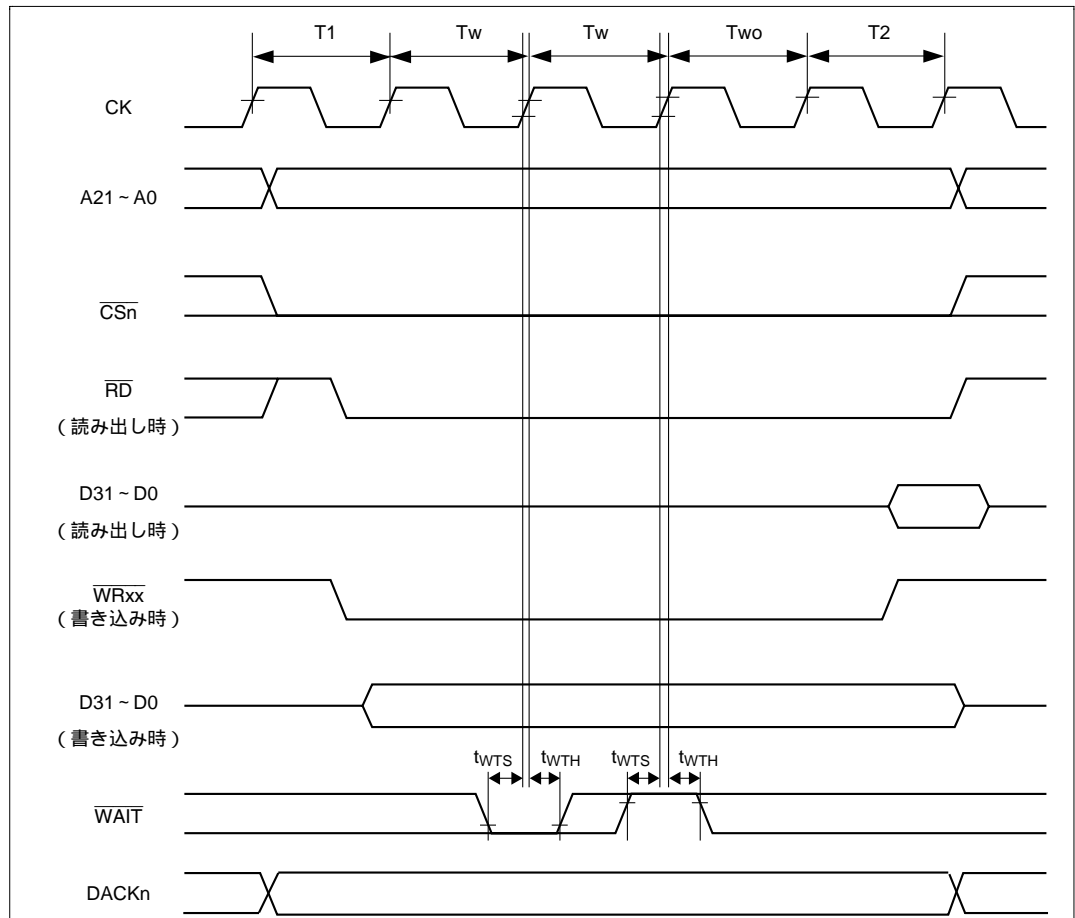 T1 Tw Tw Two T2
CK
A21 ~ A0
CSn
RD
(読み出し時)
D31 ~ D0
(読み出し時)
WRxx
(書き込み時)
D31 ~ D0
(書き込み時)
tWTS tWTH tWTS tWTH
WAIT
DACKn